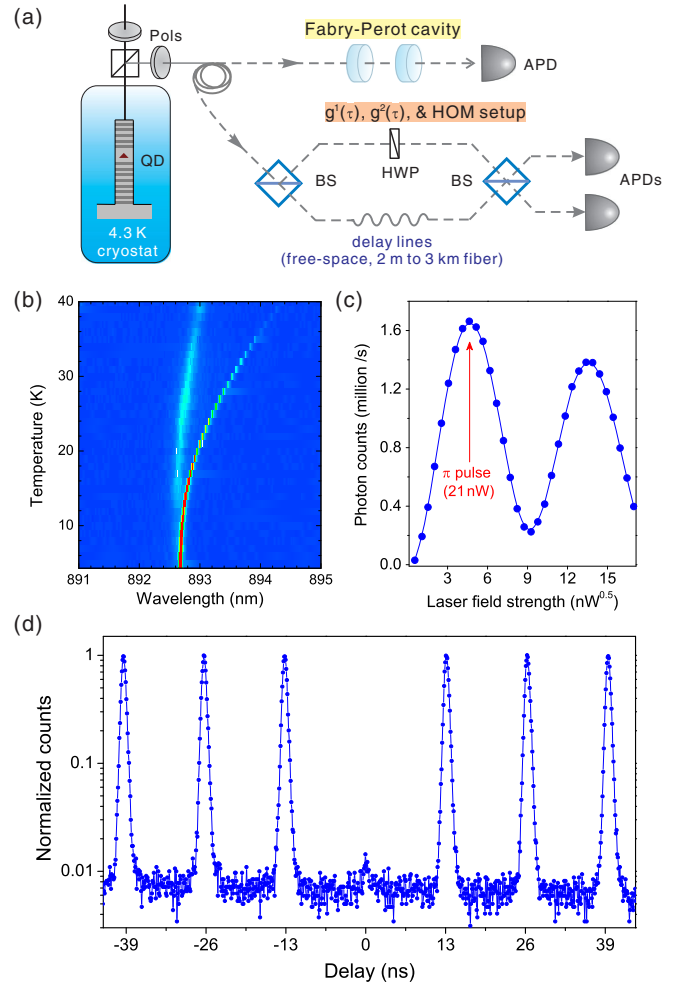 (a)
Pols
Fabry-Perot cavity
APD
g¹(τ), g²(τ), & HOM setup
QD
BS
HWP
BS
APDs
4.3 K
cryostat
delay lines
(free-space, 2 m to 3 km fiber)
(b)
40
30
20
10
891
892
893
894
895
Temperature (K)
Wavelength (nm)
(c)
1.6
1.2
0.8
0.4
0.0
3
6
9
12
15
Photon counts (million /s)
π pulse
(21 nW)
Laser field strength (nW^0.5)
(d)
1
0.1
0.01
-39
-26
-13
0
13
26
39
Normalized counts
Delay (ns)